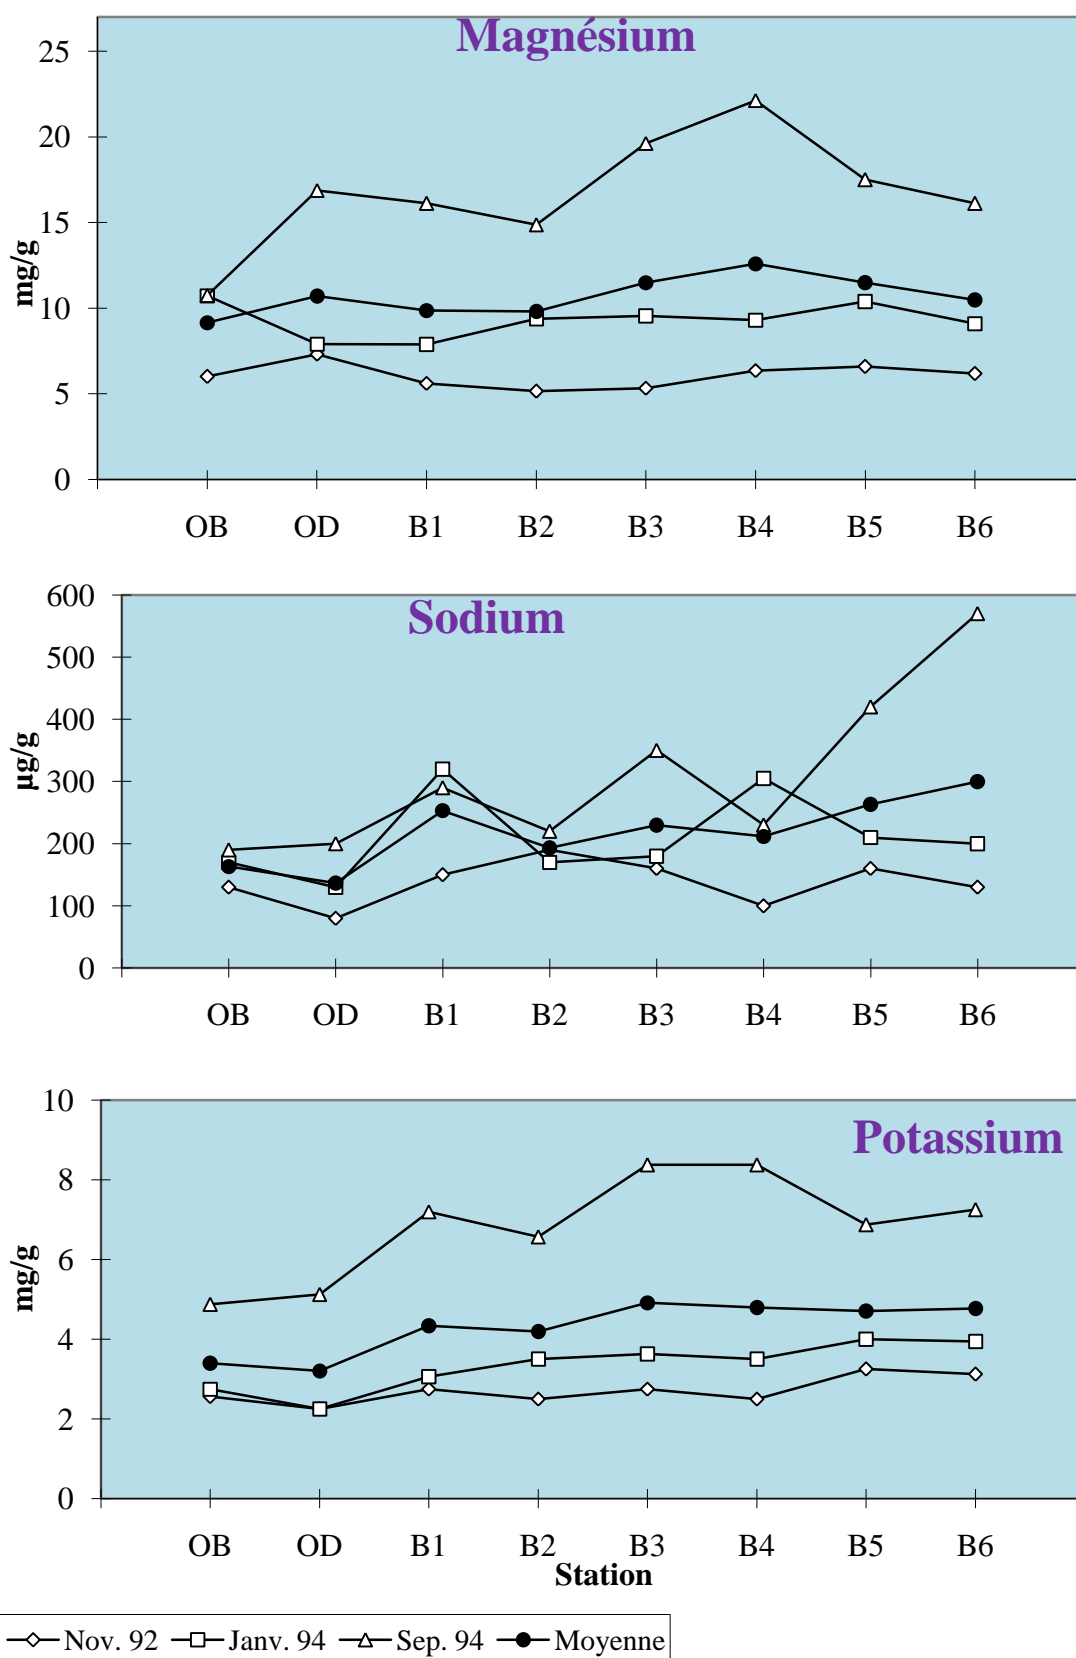 Magnésium
25
20
15
10
5
0
mg/g
OB OD B1 B2 B3 B4 B5 B6
Sodium
600
500
400
300
200
100
0
µg/g
OB OD B1 B2 B3 B4 B5 B6
Potassium
10
8
6
4
2
0
mg/g
OB OD B1 B2 B3 B4 B5 B6
Station
Nov. 92 Janv. 94 Sep. 94 Moyenne